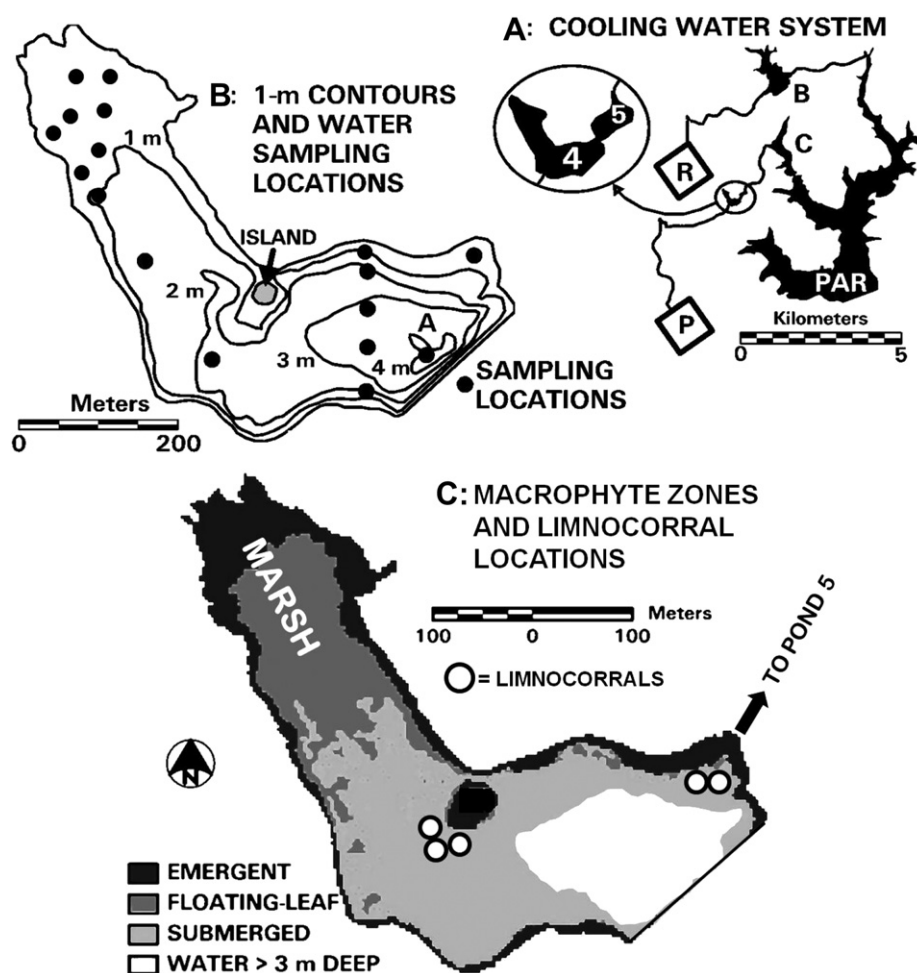 A: COOLING WATER SYSTEM
B: 1-m CONTOURS
AND WATER
SAMPLING
LOCATIONS
1 m
ISLAND
2 m
3 m
4 m
A
SAMPLING
LOCATIONS
Meters
0 200
5
4
B
C
R
P
PAR
Kilometers
0 5
C: MACROPHYTE ZONES
AND LIMNOCORRAL
LOCATIONS
MARSH
Meters
100 0 100
= LIMNOCORRALS
TO POND 5
N
EMERGENT
FLOATING-LEAF
SUBMERGED
WATER > 3 m DEEP